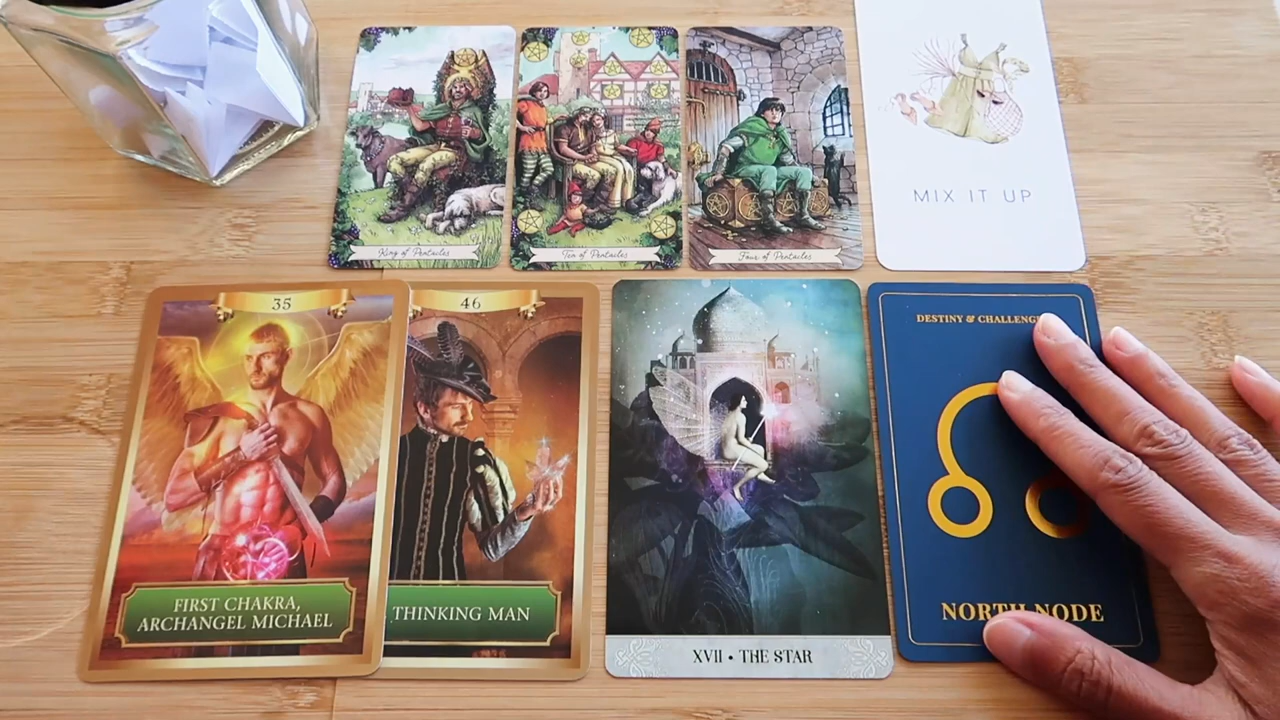 King of Pentacles
Ten of Pentacles
Four of Pentacles
MIX IT UP
35
FIRST CHAKRA,
ARCHANGEL MICHAEL
46
THINKING MAN
XVII • THE STAR
DESTINY & CHALLENGE
NORTH NODE